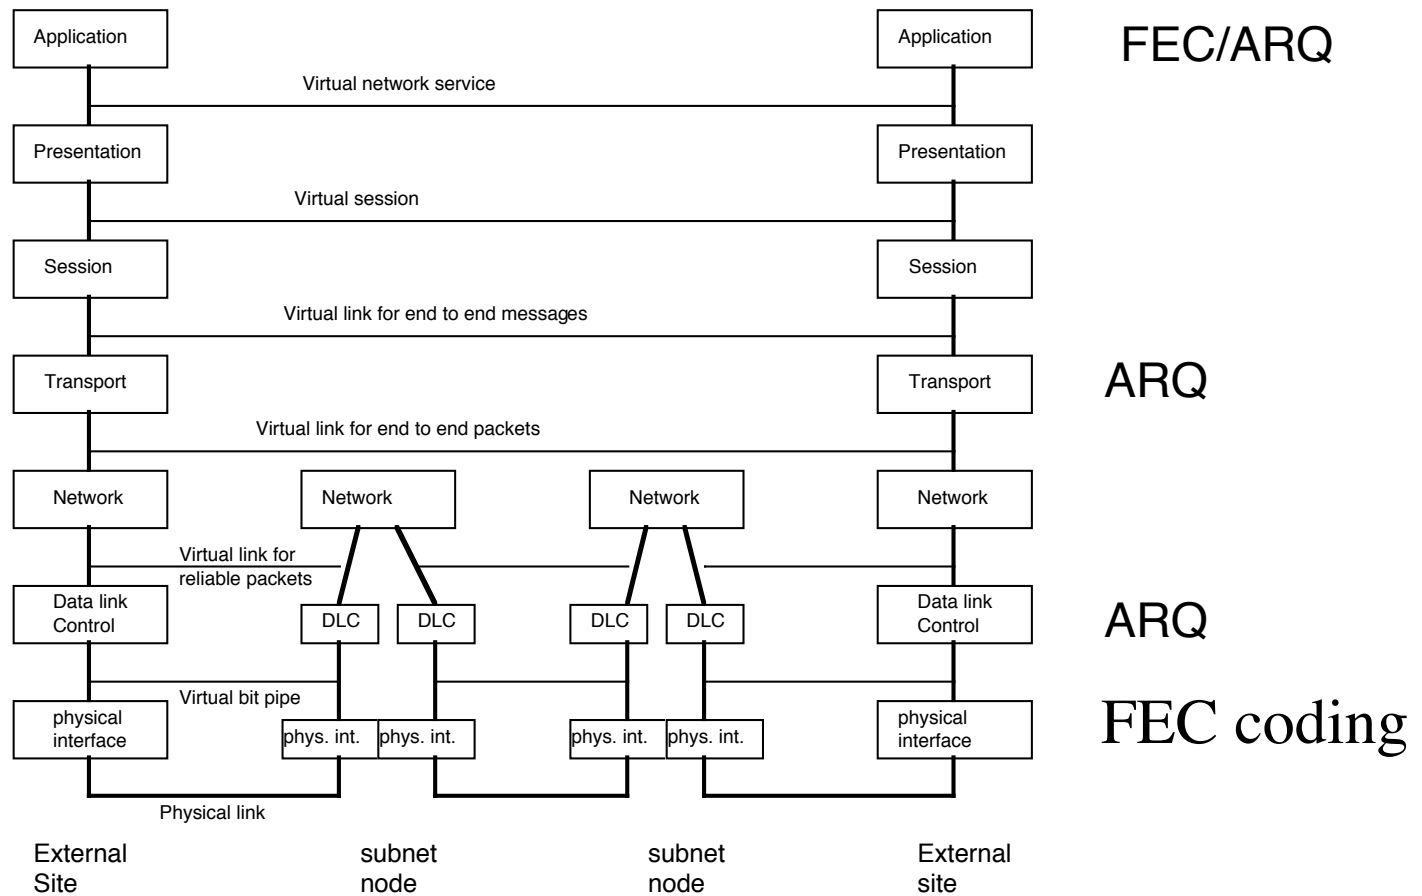 Application
Application
FEC/ARQ
Virtual network service
Presentation
Presentation
Virtual session
Session
Session
Virtual link for end to end messages
Transport
Transport
ARQ
Virtual link for end to end packets
Network
Network
Network
Network
Virtual link for
reliable packets
Data link
Control
DLC
DLC
DLC
DLC
Data link
Control
ARQ
Virtual bit pipe
physical
interface
phys. int.
phys. int.
phys. int.
phys. int.
physical
interface
FEC coding
Physical link
External
Site
subnet
node
subnet
node
External
site